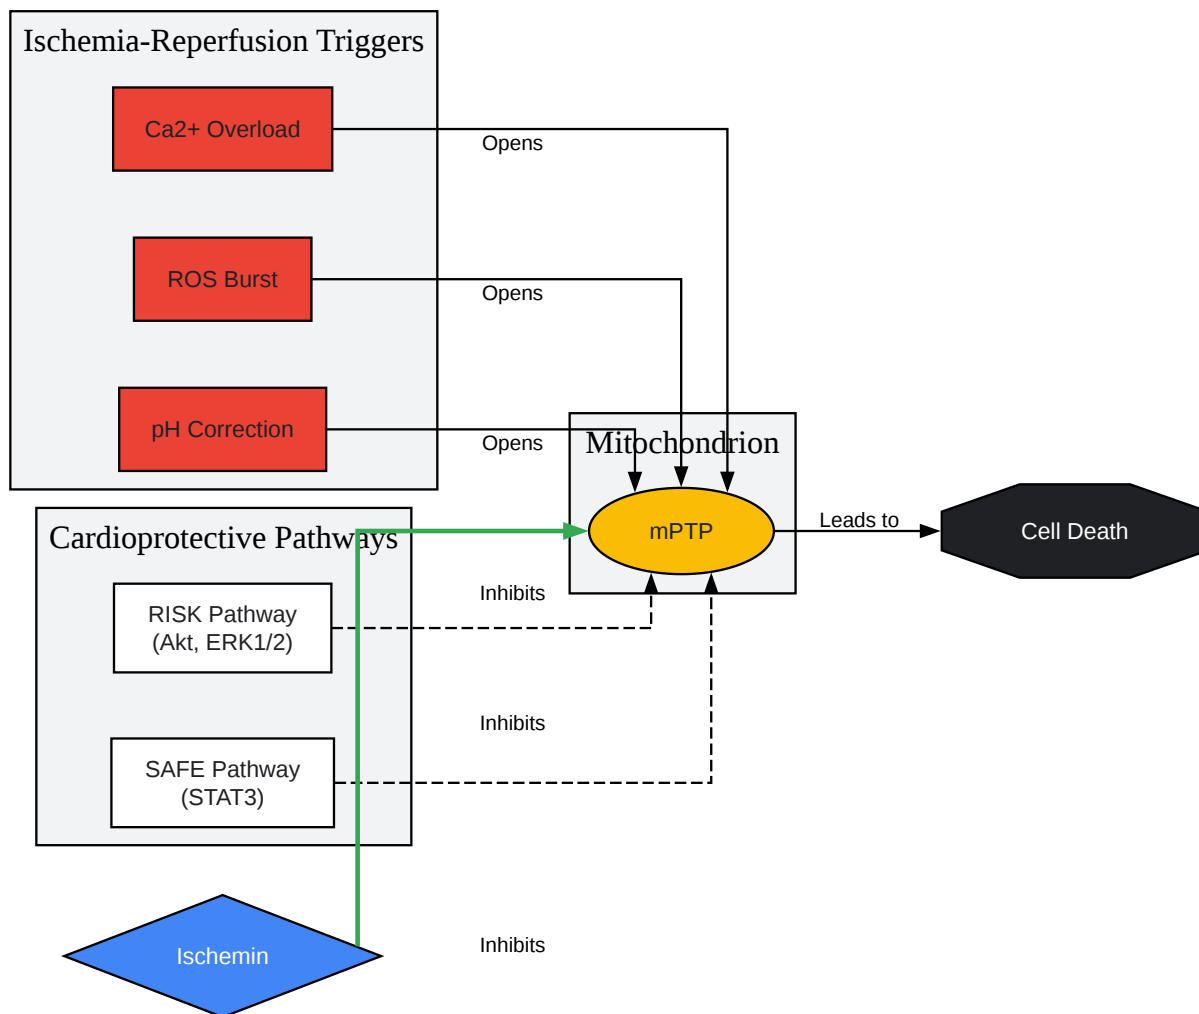 Ischemia-Reperfusion Triggers
Ca2+ Overload
Opens
ROS Burst
Opens
pH Correction
Opens
Mitochondrion
mPTP
Leads to
Cell Death
Cardioprotective Pathways
RISK Pathway
(Akt, ERK1/2)
Inhibits
SAFE Pathway
(STAT3)
Inhibits
Ischemin
Inhibits